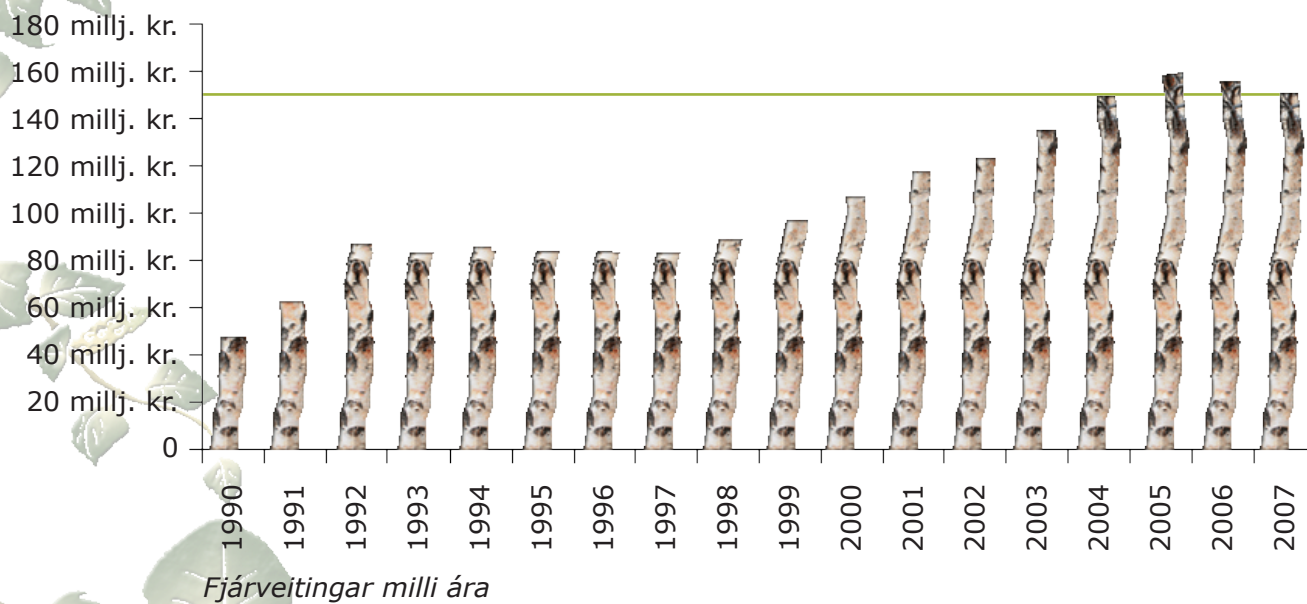 180 millj. kr.
160 millj. kr.
140 millj. kr.
120 millj. kr.
100 millj. kr.
80 millj. kr.
60 millj. kr.
40 millj. kr.
20 millj. kr.
0
1990
1991
1992
1993
1994
1995
1996
1997
1998
1999
2000
2001
2002
2003
2004
2005
2006
2007
Fjárveitingar milli ára